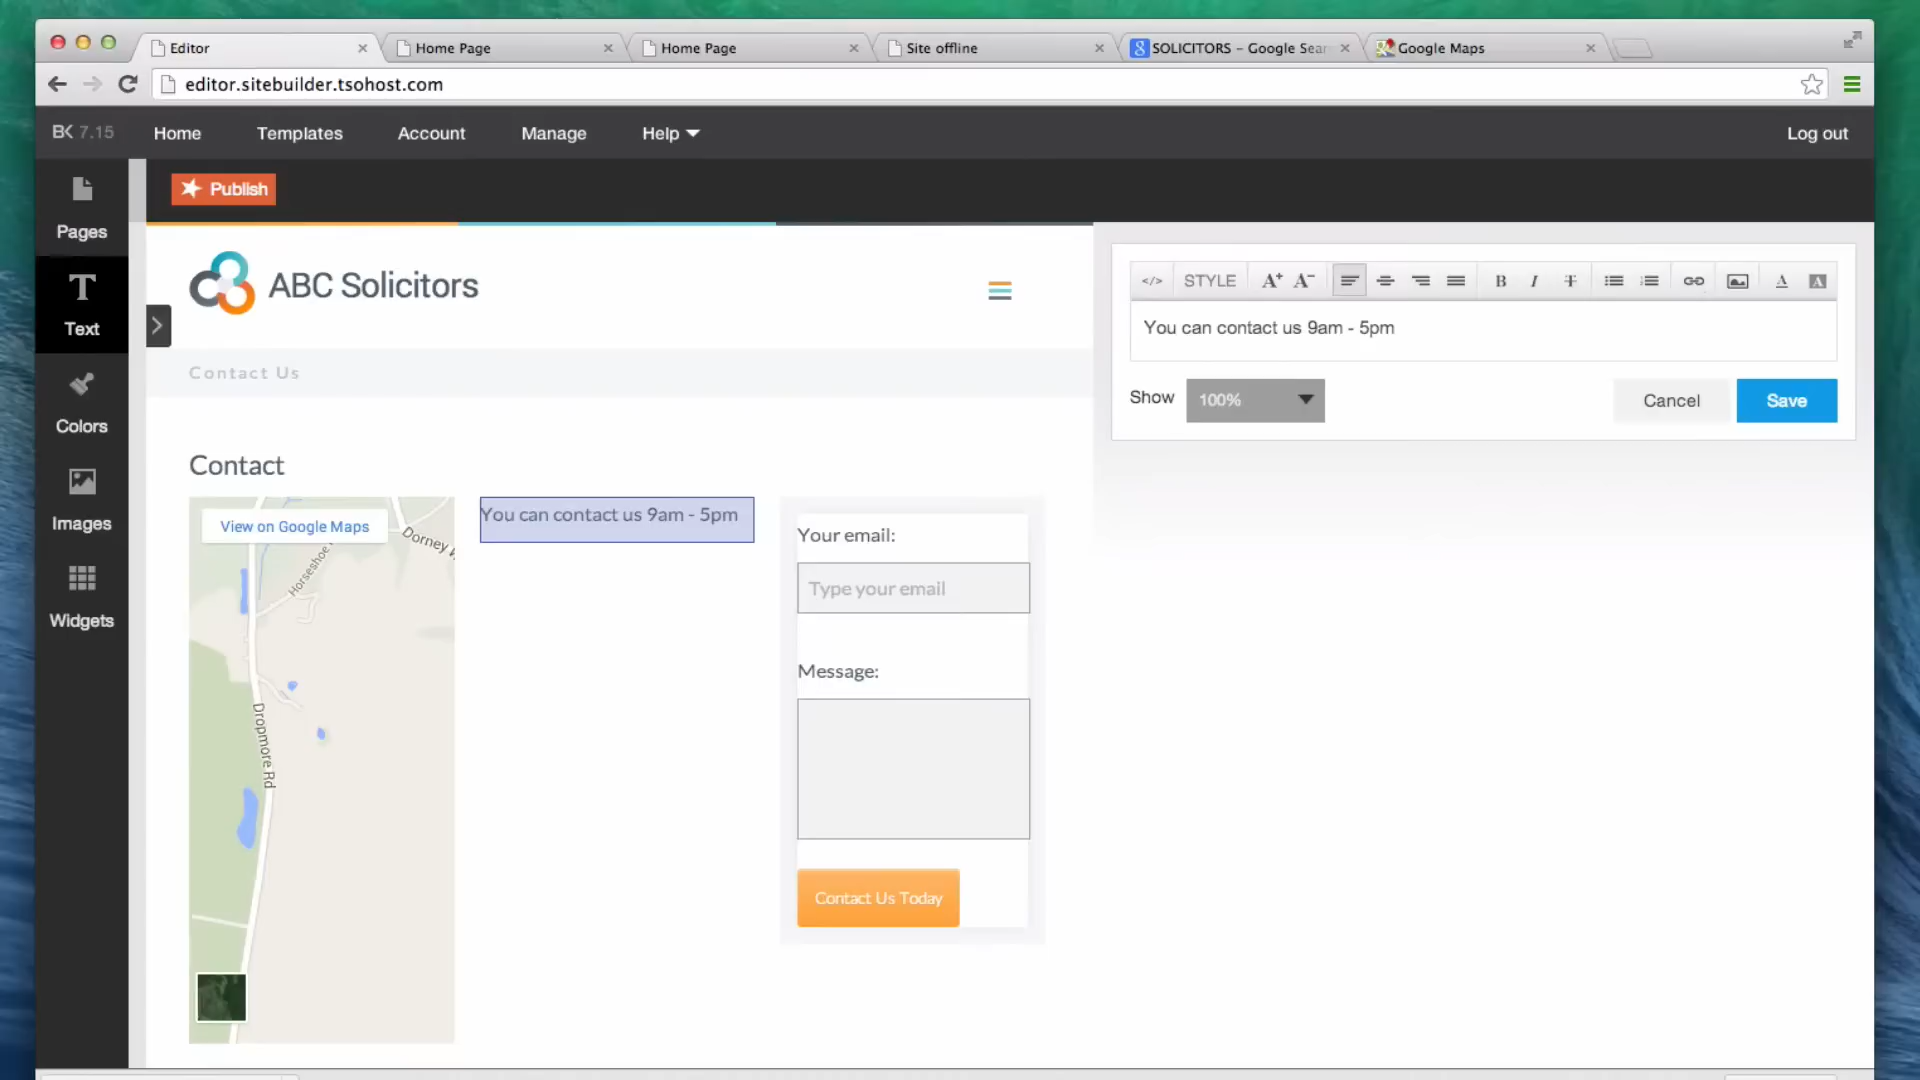 Editor
Home Page
Home Page
Site offline
SOLICITORS – Google Sear
Google Maps
editor.sitebuilder.tsohost.com
BK 7.15
Home
Templates
Account
Manage
Help
Log out
Publish
Pages
Text
Colors
Images
Widgets
ABC Solicitors
Contact Us
Contact
View on Google Maps
Dorney W
Horseshoe
Dropmore Rd
You can contact us 9am - 5pm
Your email:
Type your email
Message:
Contact Us Today
</> STYLE A+ A- B I T A A
You can contact us 9am - 5pm
Show 100%
Cancel
Save